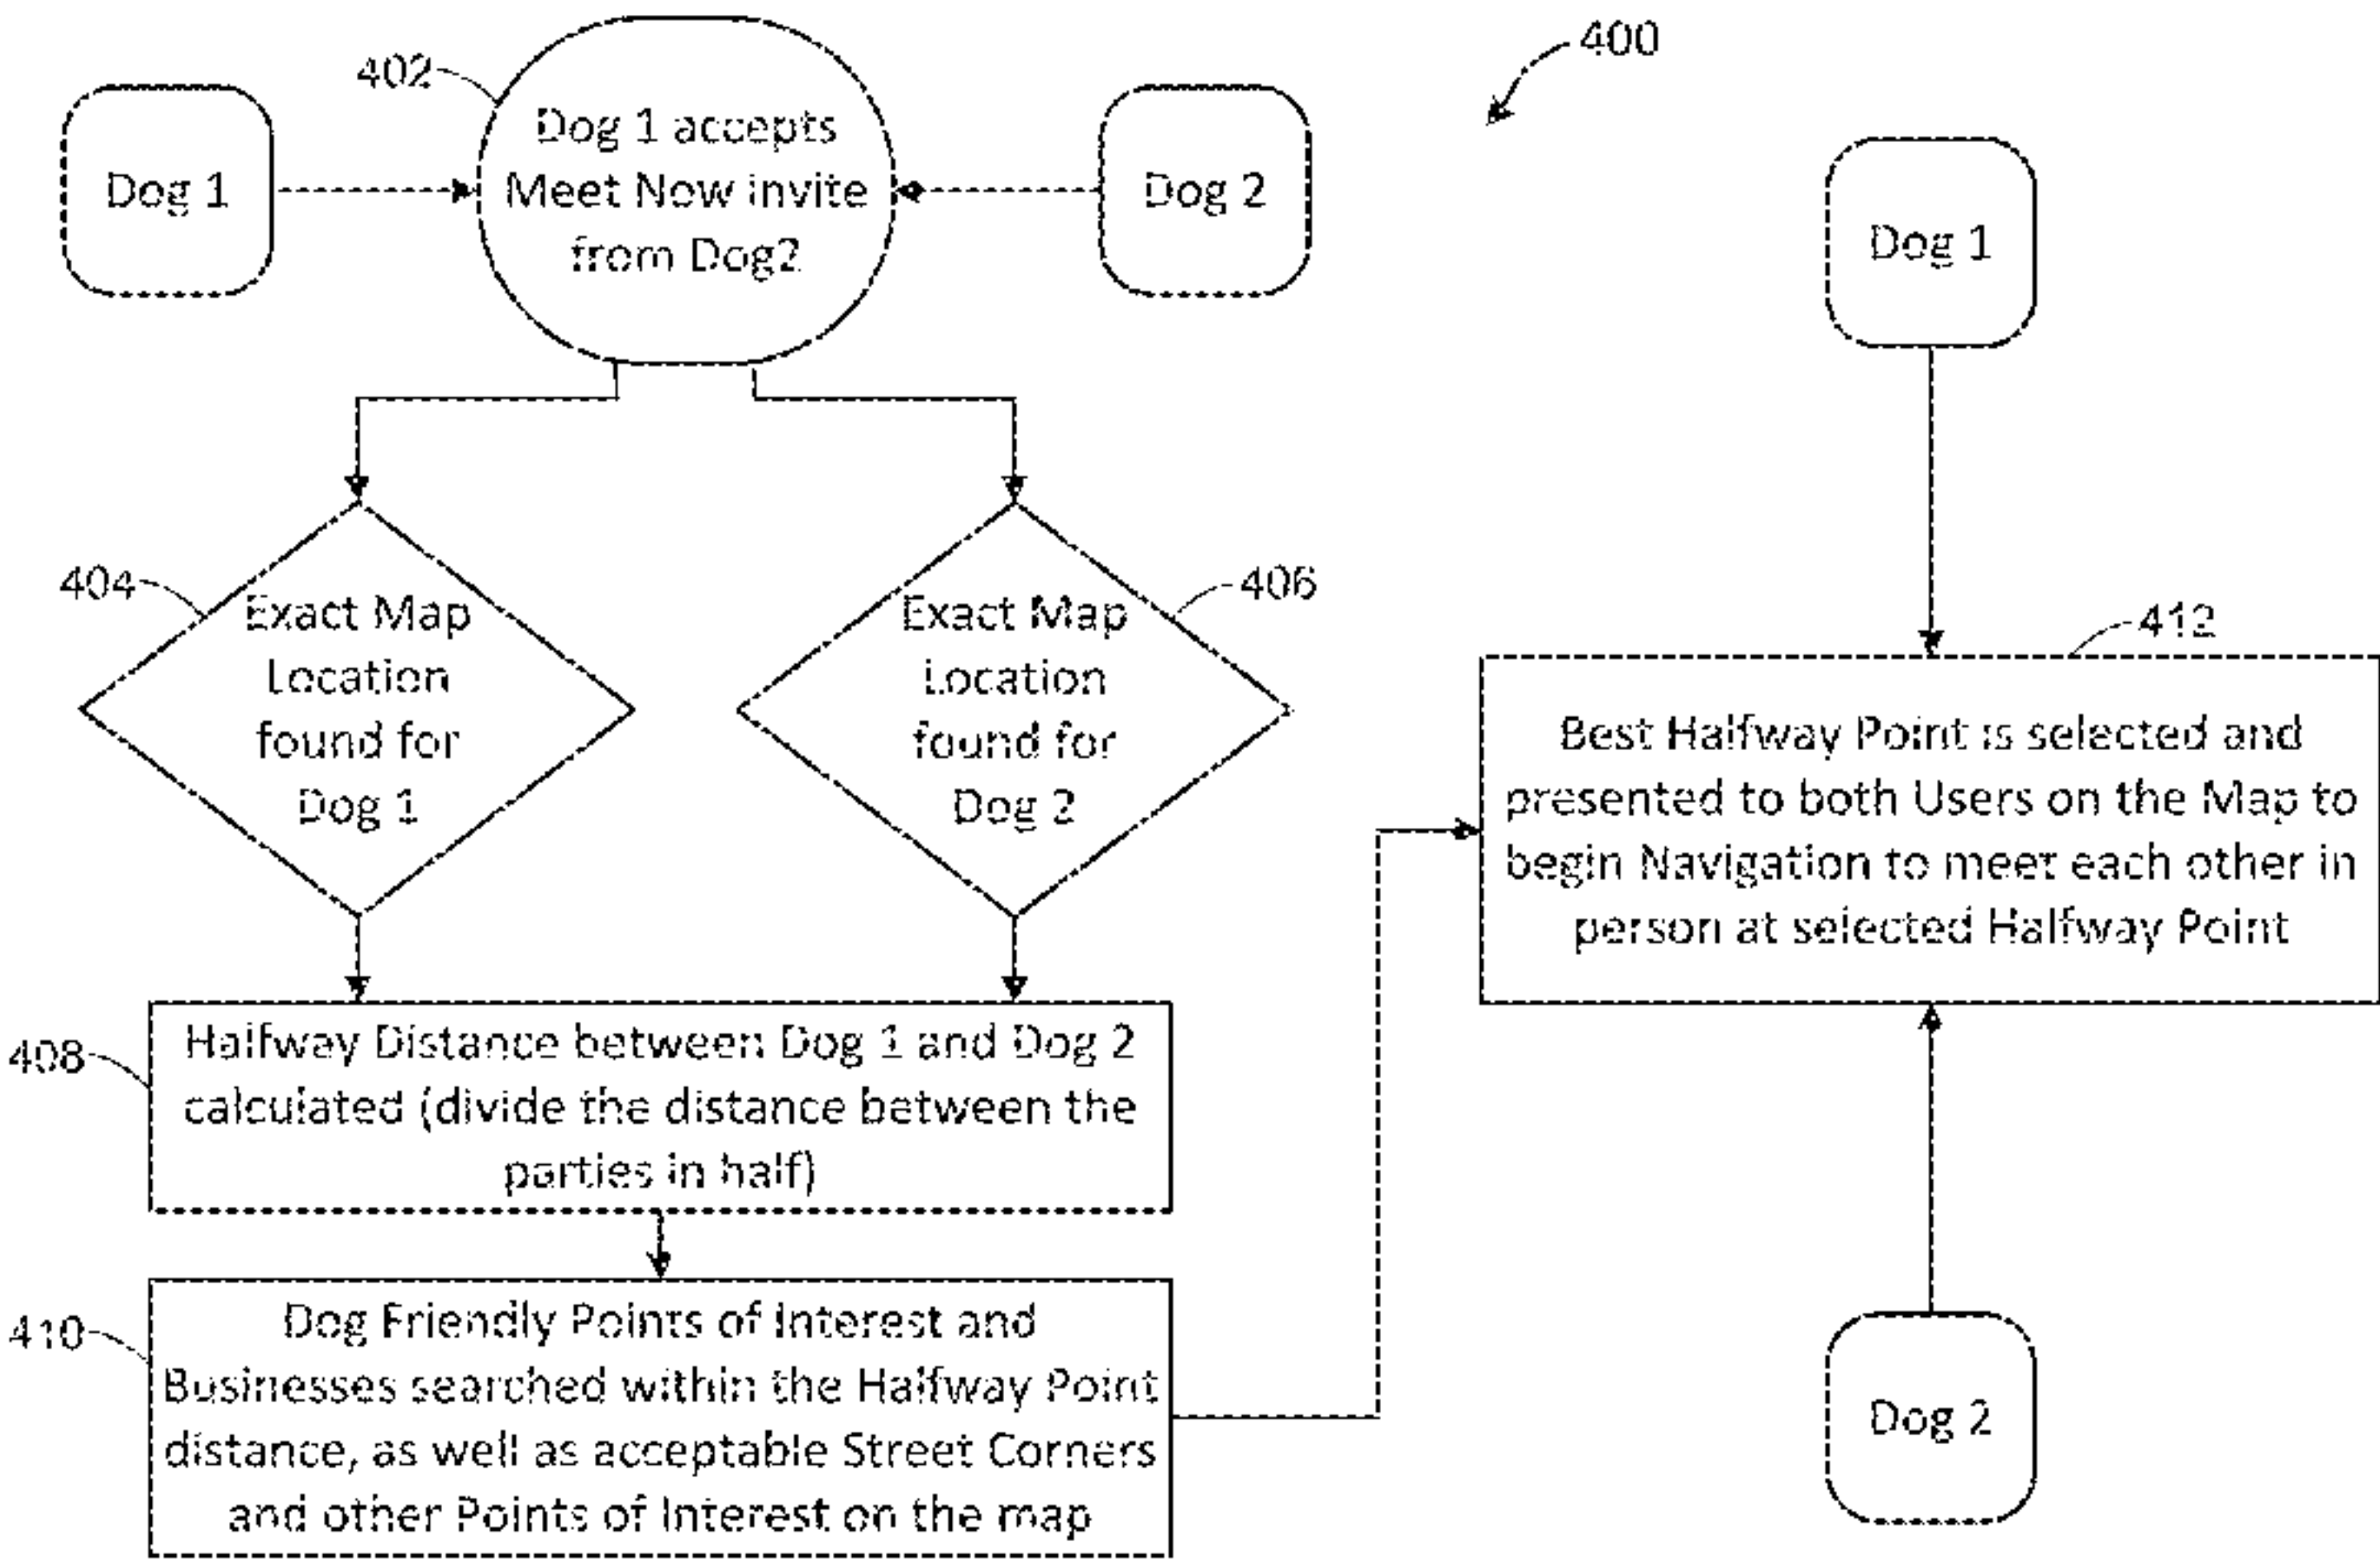 400
402
Dog 1
Dog 1 accepts
Meet Now invite
from Dog2
Dog 2
Dog 1
404
Exact Map
Location
found for
Dog 1
406
Exact Map
Location
found for
Dog 2
412
Best Halfway Point is selected and
presented to both Users on the Map to
begin Navigation to meet each other in
person at selected Halfway Point
408
Halfway Distance between Dog 1 and Dog 2
calculated (divide the distance between the
parties in half)
410
Dog Friendly Points of Interest and
Businesses searched within the Halfway Point
distance, as well as acceptable Street Corners
and other Points of Interest on the map
Dog 2